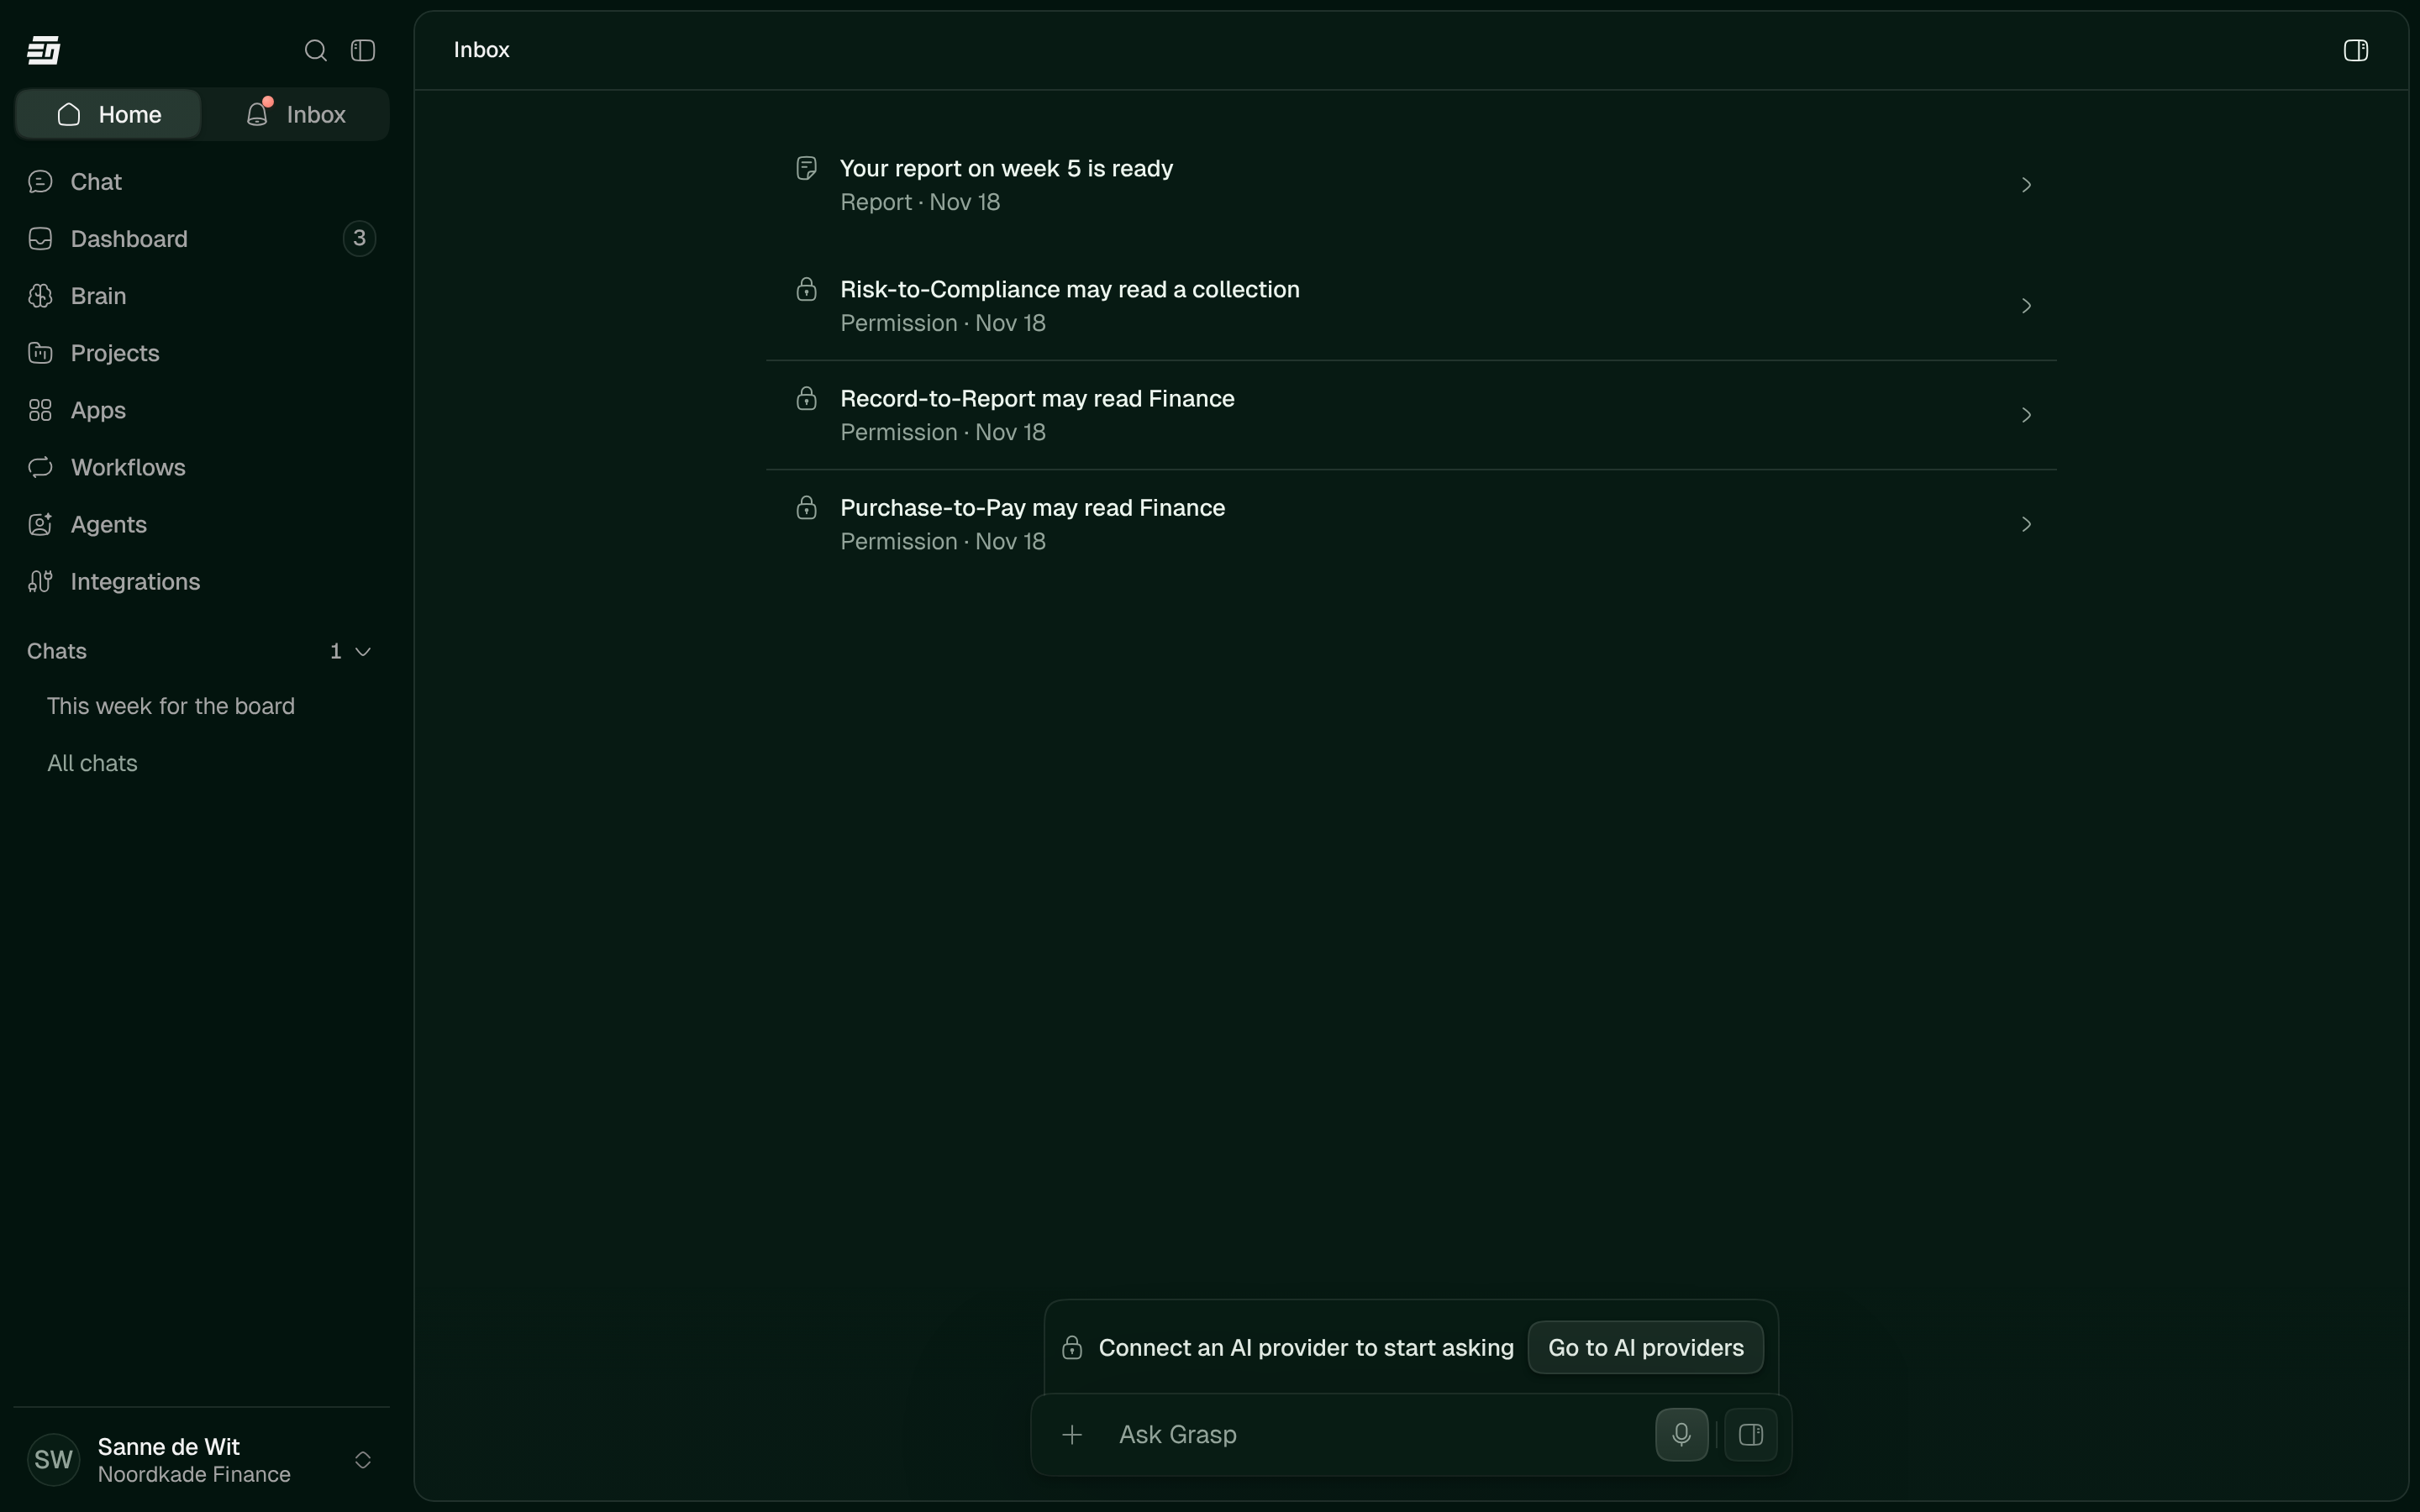 Home
Inbox
Chat
Dashboard
3
Brain
Projects
Apps
Workflows
Agents
Integrations
Chats
1
This week for the board
All chats
SW
Sanne de Wit
Noordkade Finance
Inbox
Your report on week 5 is ready
Report · Nov 18
Risk-to-Compliance may read a collection
Permission · Nov 18
Record-to-Report may read Finance
Permission · Nov 18
Purchase-to-Pay may read Finance
Permission · Nov 18
Connect an AI provider to start asking
Go to AI providers
Ask Grasp